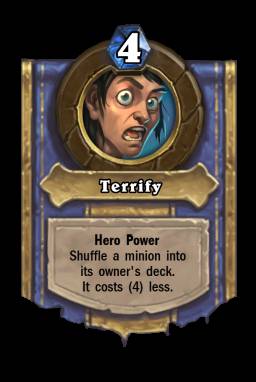 4
Terrify
Hero Power
Shuffle a minion into
its owner's deck.
It costs (4) less.